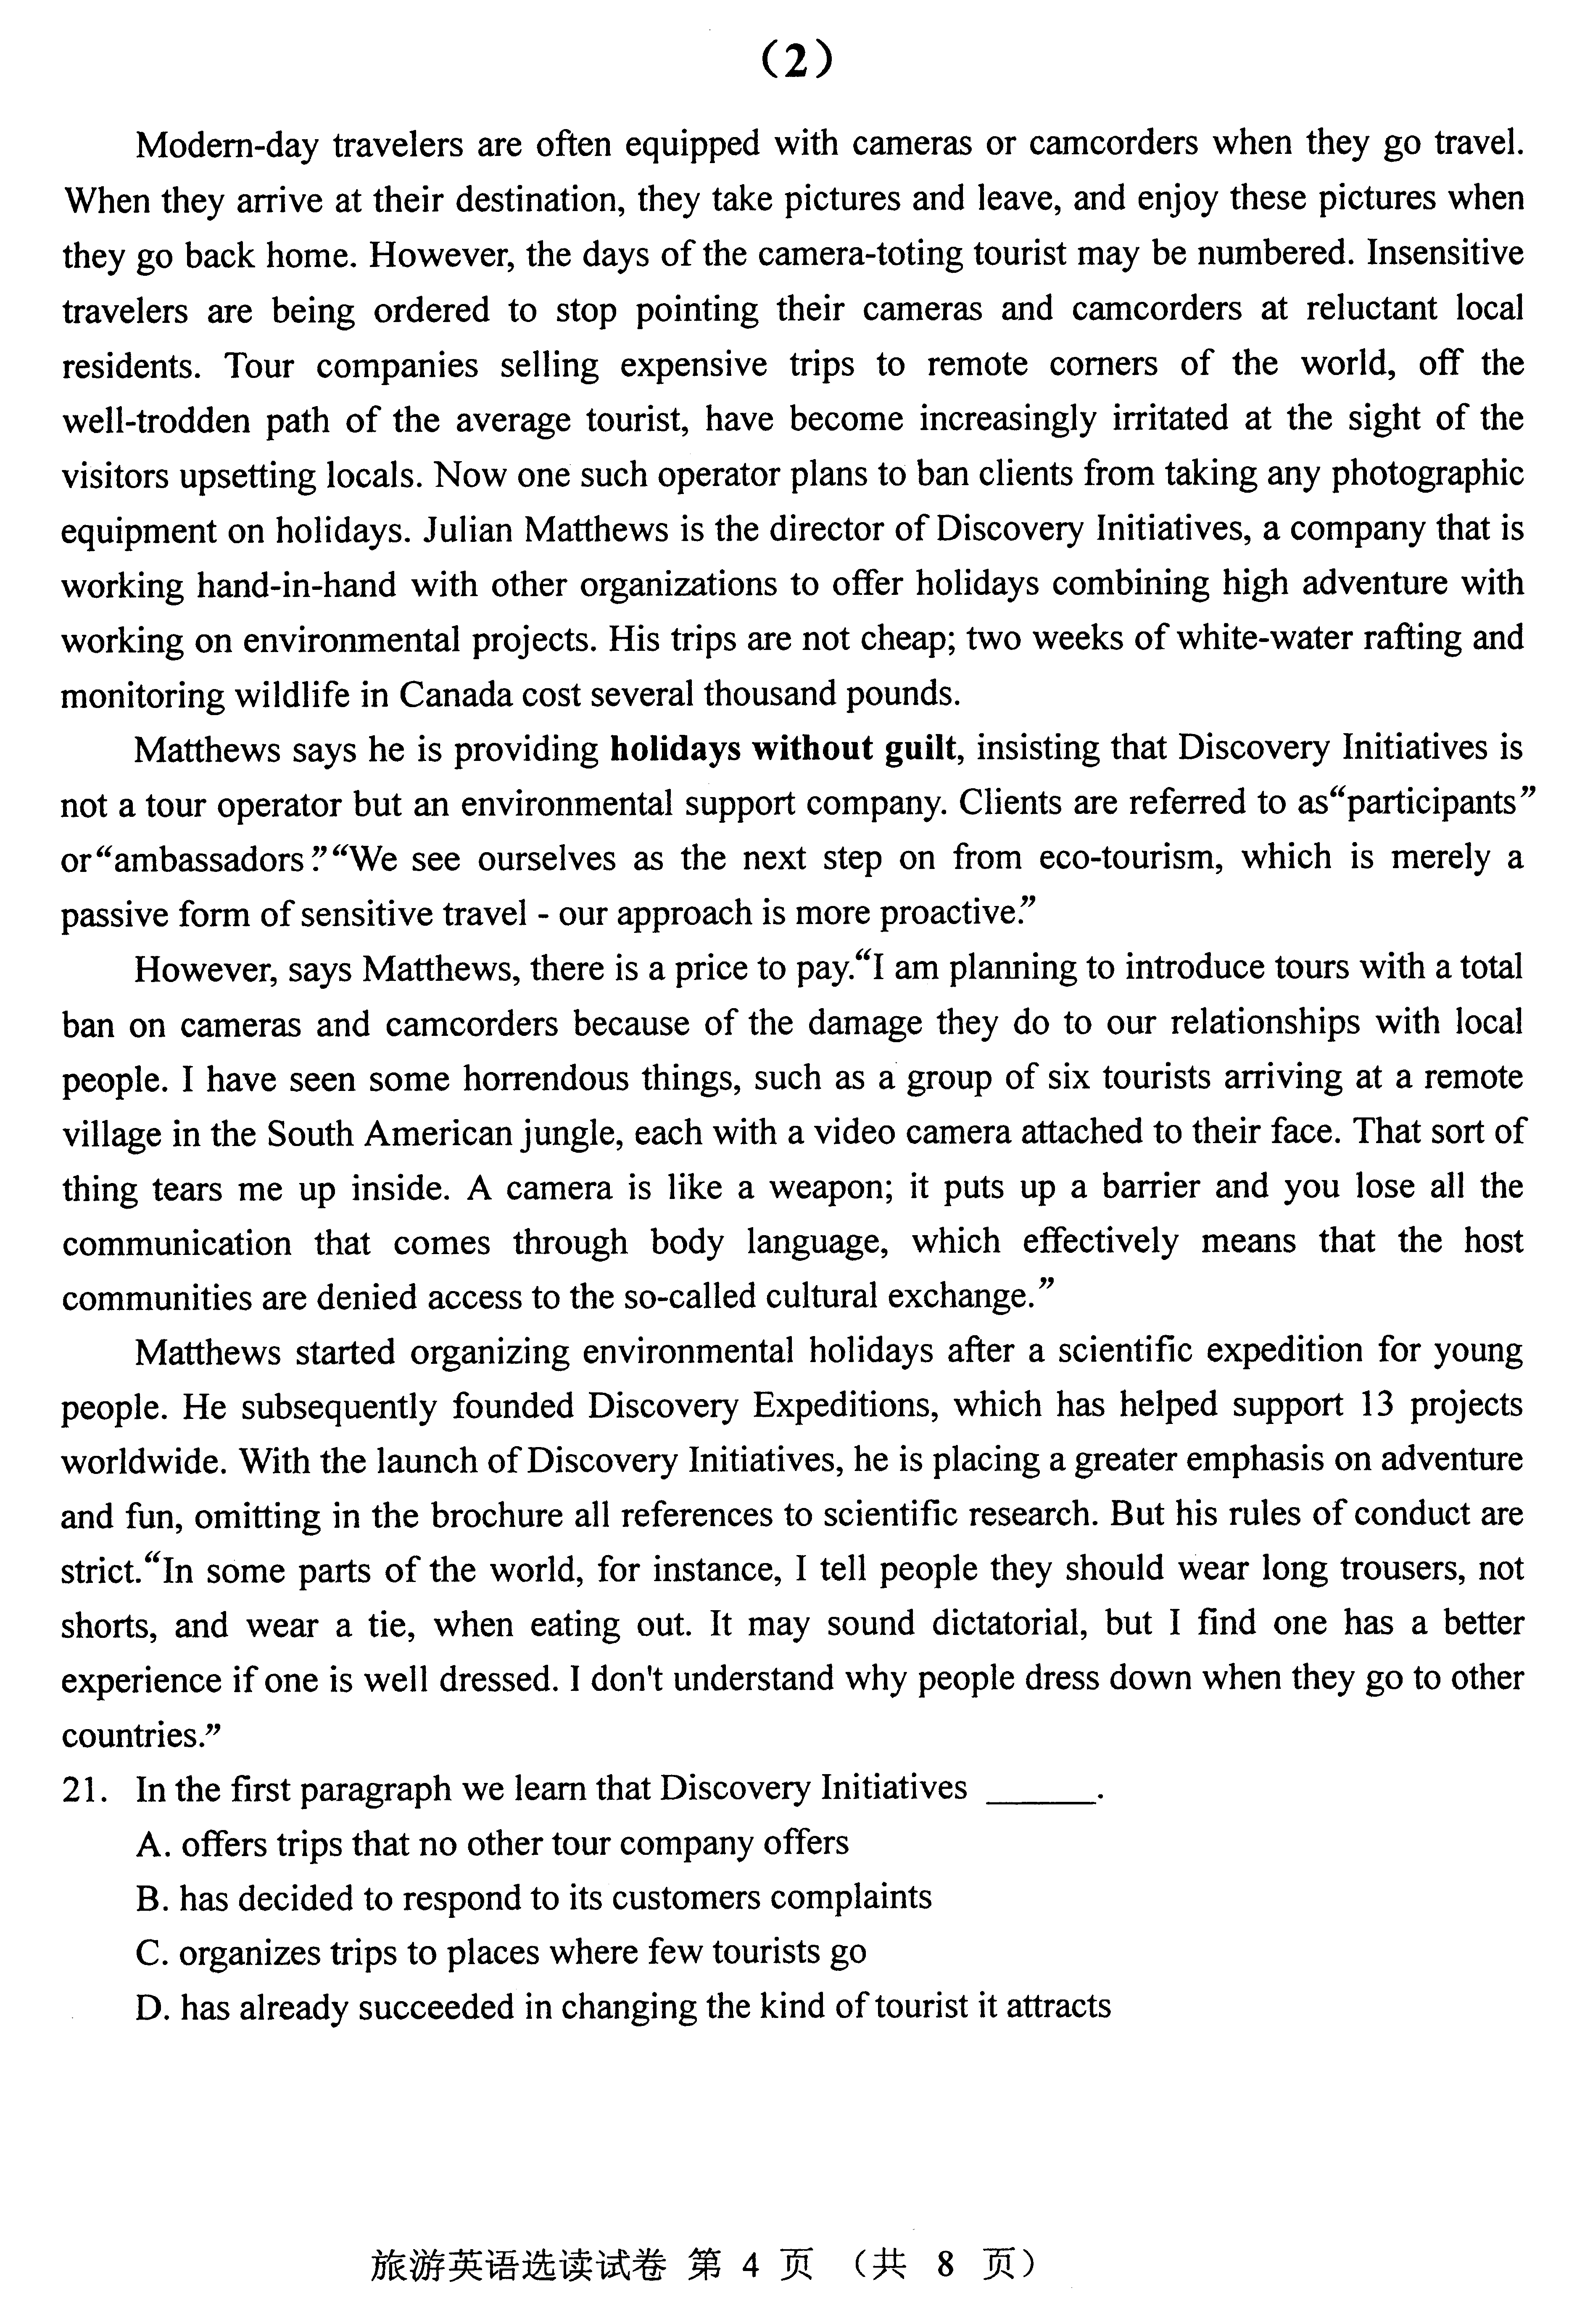 （2）
Modern-day travelers are often equipped with cameras or camcorders when they go travel.
When they arrive at their destination, they take pictures and leave, and enjoy these pictures when
they go back home. However, the days of the camera-toting tourist may be numbered. Insensitive
travelers are being ordered to stop pointing their cameras and camcorders at reluctant local
residents. Tour companies selling expensive trips to remote corners of the world, off the
well-trodden path of the average tourist, have become increasingly irritated at the sight of the
visitors upsetting locals. Now one such operator plans to ban clients from taking any photographic
equipment on holidays. Julian Matthews is the director of Discovery Initiatives, a company that is
working hand-in-hand with other organizations to offer holidays combining high adventure with
working on environmental projects. His trips are not cheap; two weeks of white-water rafting and
monitoring wildlife in Canada cost several thousand pounds.
Matthews says he is providing holidays without guilt, insisting that Discovery Initiatives is
not a tour operator but an environmental support company. Clients are referred to as“participants”
or“ambassadors.”“We see ourselves as the next step on from eco-tourism, which is merely a
passive form of sensitive travel - our approach is more proactive.”
However, says Matthews, there is a price to pay.“I am planning to introduce tours with a total
ban on cameras and camcorders because of the damage they do to our relationships with local
people. I have seen some horrendous things, such as a group of six tourists arriving at a remote
village in the South American jungle, each with a video camera attached to their face. That sort of
thing tears me up inside. A camera is like a weapon; it puts up a barrier and you lose all the
communication that comes through body language, which effectively means that the host
communities are denied access to the so-called cultural exchange.”
Matthews started organizing environmental holidays after a scientific expedition for young
people. He subsequently founded Discovery Expeditions, which has helped support 13 projects
worldwide. With the launch of Discovery Initiatives, he is placing a greater emphasis on adventure
and fun, omitting in the brochure all references to scientific research. But his rules of conduct are
strict.“In some parts of the world, for instance, I tell people they should wear long trousers, not
shorts, and wear a tie, when eating out. It may sound dictatorial, but I find one has a better
experience if one is well dressed. I don't understand why people dress down when they go to other
countries.”
21. In the first paragraph we learn that Discovery Initiatives ______.
A. offers trips that no other tour company offers
B. has decided to respond to its customers complaints
C. organizes trips to places where few tourists go
D. has already succeeded in changing the kind of tourist it attracts
旅游英语选读试卷 第 4 页 （共 8 页）